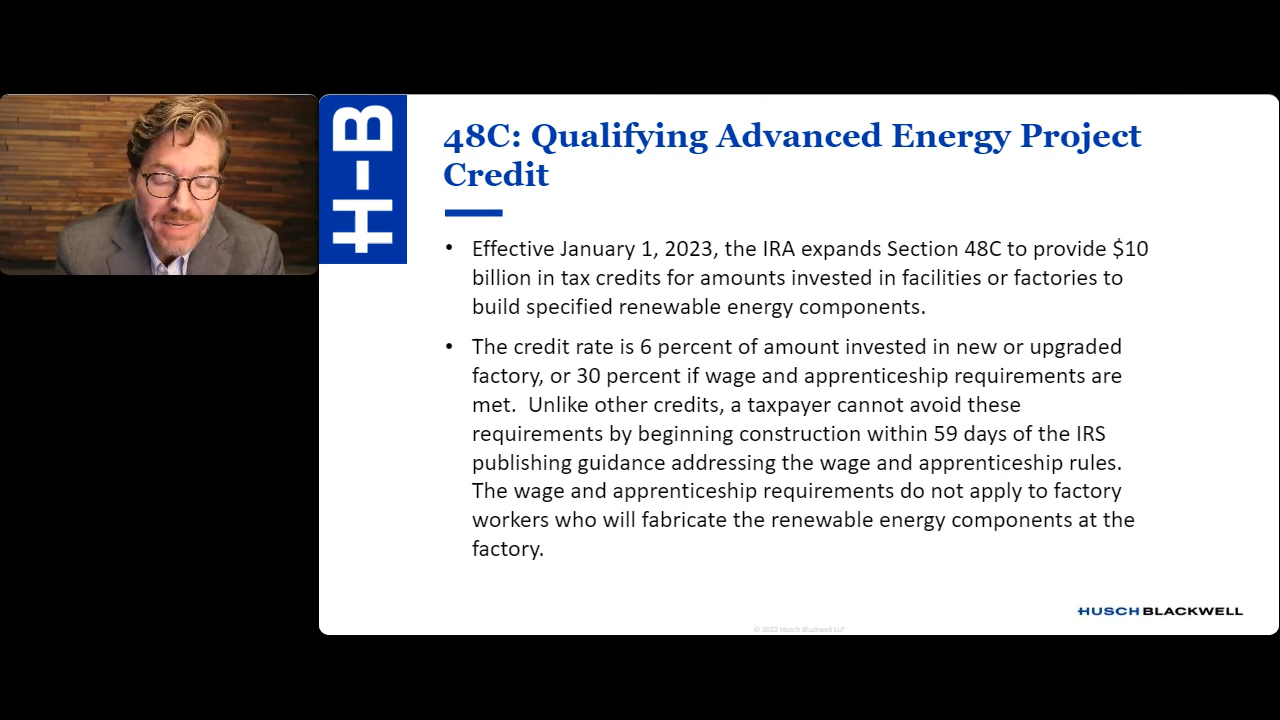 H-B
48C: Qualifying Advanced Energy Project
Credit
• Effective January 1, 2023, the IRA expands Section 48C to provide $10
billion in tax credits for amounts invested in facilities or factories to
build specified renewable energy components.
• The credit rate is 6 percent of amount invested in new or upgraded
factory, or 30 percent if wage and apprenticeship requirements are
met.  Unlike other credits, a taxpayer cannot avoid these
requirements by beginning construction within 59 days of the IRS
publishing guidance addressing the wage and apprenticeship rules.
The wage and apprenticeship requirements do not apply to factory
workers who will fabricate the renewable energy components at the
factory.
HUSCH BLACKWELL
© 2022 Husch Blackwell LLP